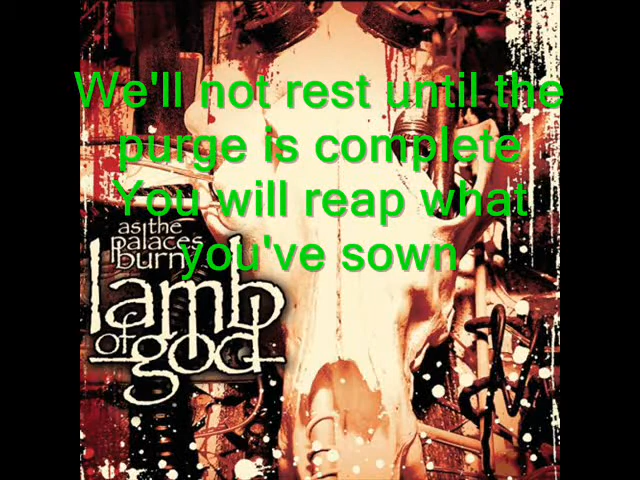 We'll not rest until the
purge is complete
You will reap what
you've sown
as the
palaces
burn
lamb
of god